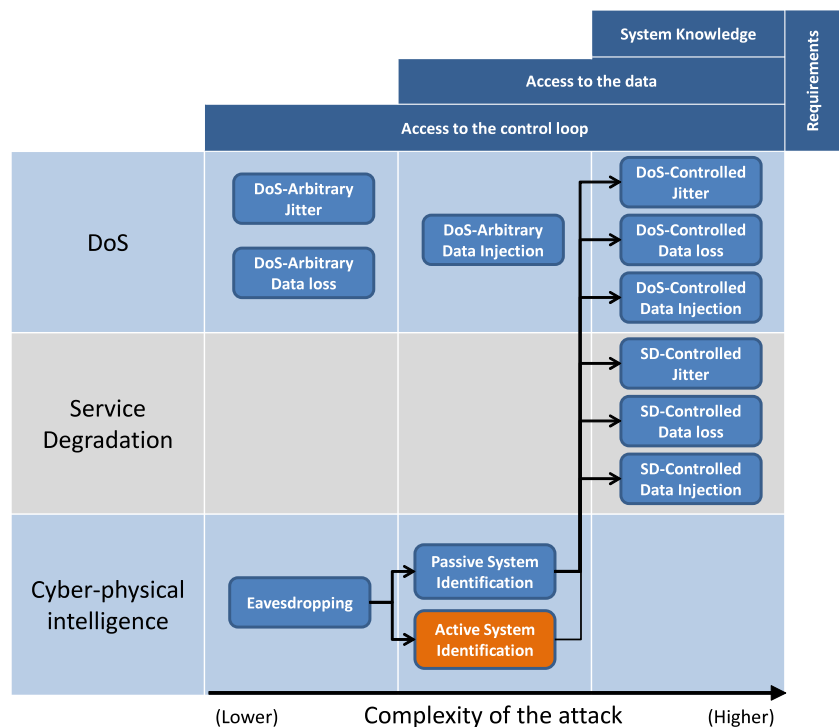 System Knowledge
Requirements
Access to the data
Access to the control loop
DoS
DoS-Arbitrary
Jitter
DoS-Arbitrary
Data loss
DoS-Arbitrary
Data Injection
DoS-Controlled
Jitter
DoS-Controlled
Data loss
DoS-Controlled
Data Injection
Service
Degradation
SD-Controlled
Jitter
SD-Controlled
Data loss
SD-Controlled
Data Injection
Cyber-physical
intelligence
Eavesdropping
Passive System
Identification
Active System
Identification
(Lower)
Complexity of the attack
(Higher)